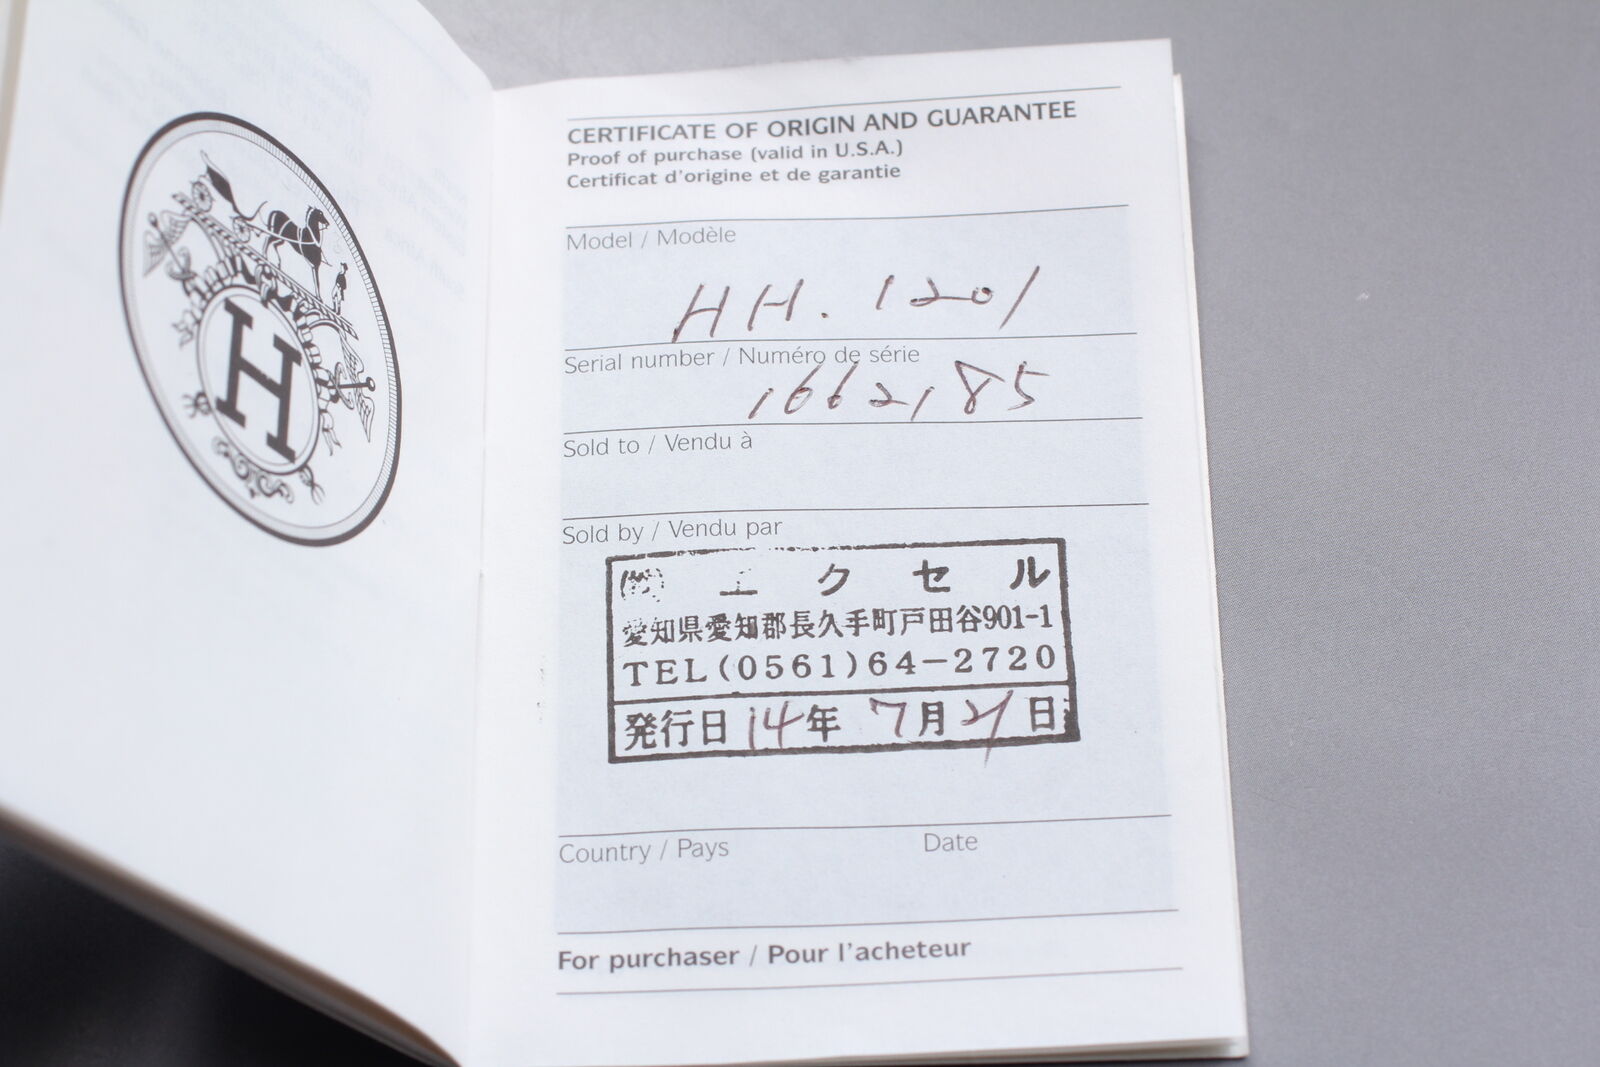 H
CERTIFICATE OF ORIGIN AND GUARANTEE
Proof of purchase (valid in U.S.A.)
Certificat d'origine et de garantie
Model / Modèle
HH. 1201
Serial number / Numéro de série
1662185
Sold to / Vendu à
Sold by / Vendu par
㈱ エクセル
愛知県愛知郡長久手町戸田谷901-1
TEL(0561)64-2720
発行日 14年 7月 21日
Country / Pays Date
For purchaser / Pour l'acheteur